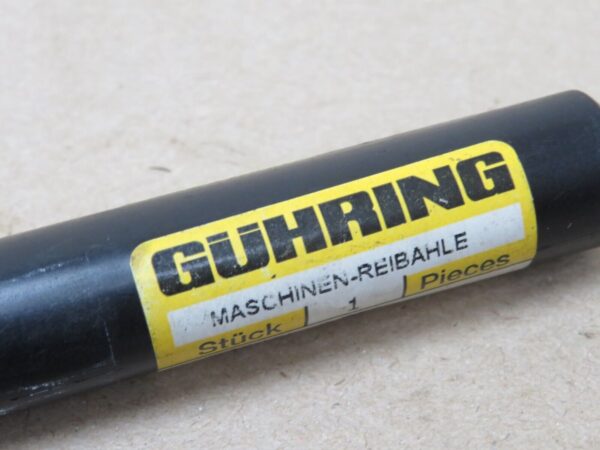 GÜHRING
MASCHINEN-REIBAHLE
Stück 1 Pieces